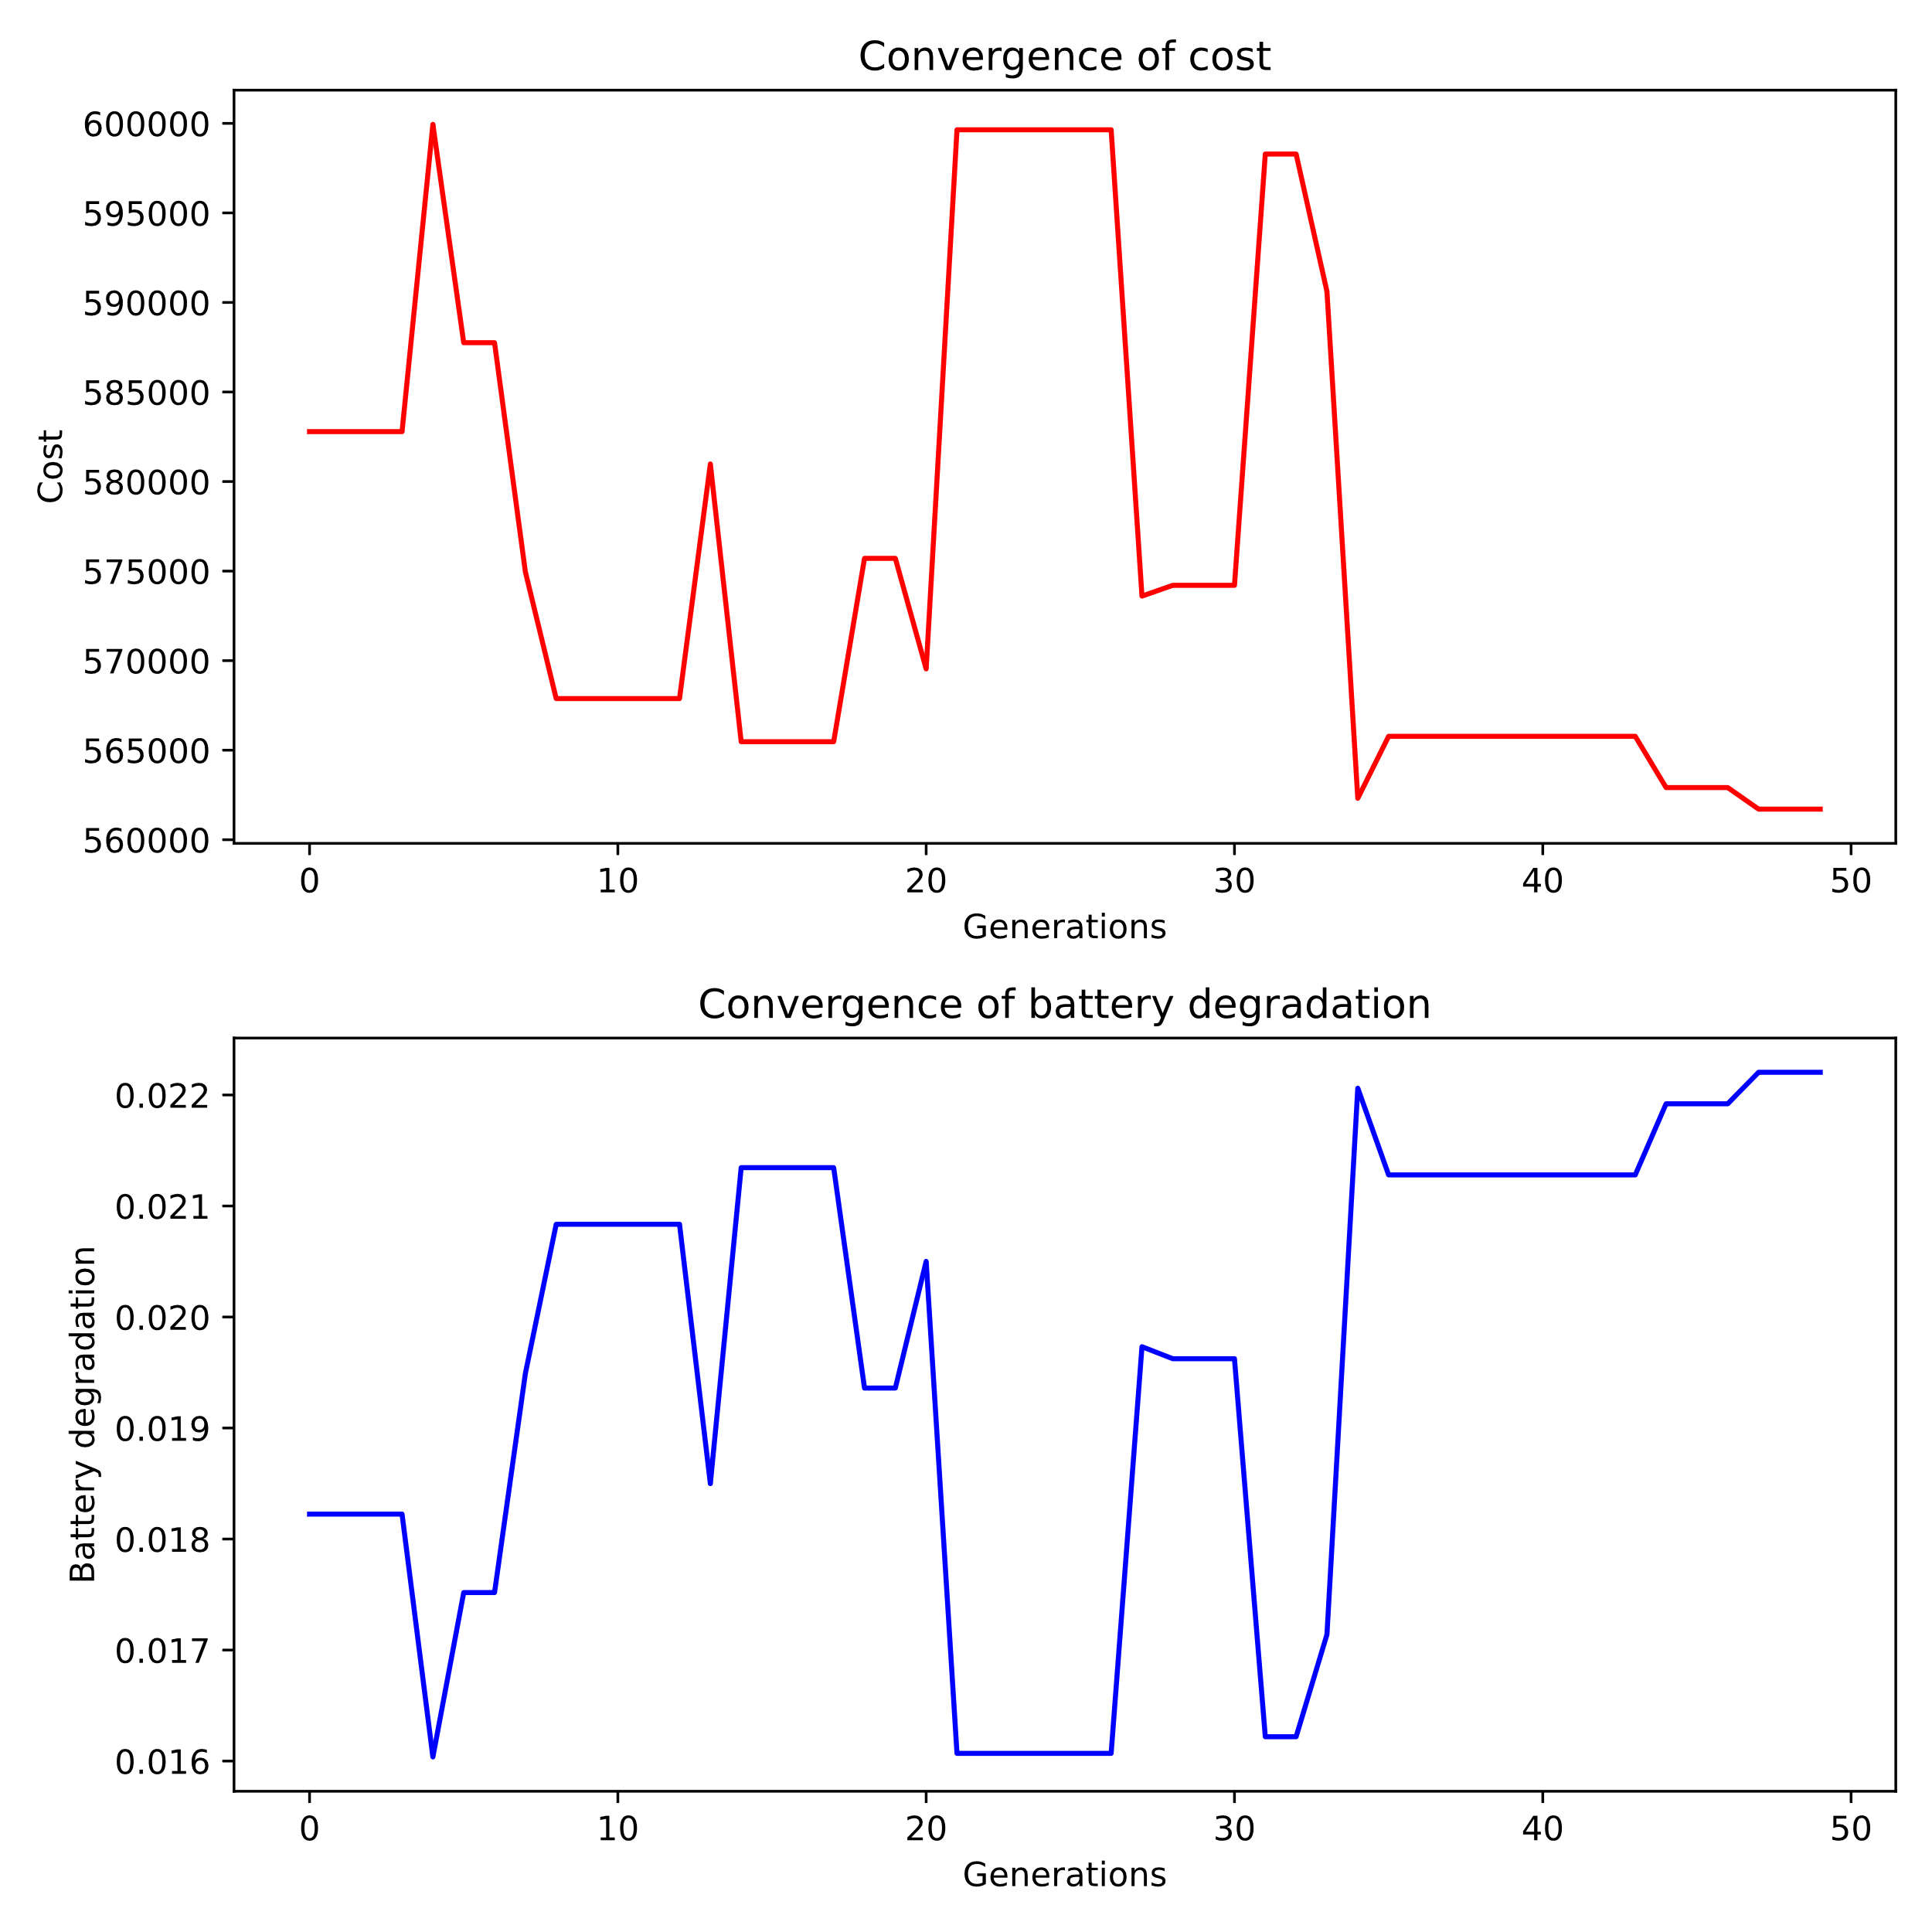 Convergence of cost
600000
595000
590000
585000
580000
575000
570000
565000
560000
Cost
0 10 20 30 40 50
Generations
Convergence of battery degradation
0.022
0.021
0.020
0.019
0.018
0.017
0.016
Battery degradation
0 10 20 30 40 50
Generations